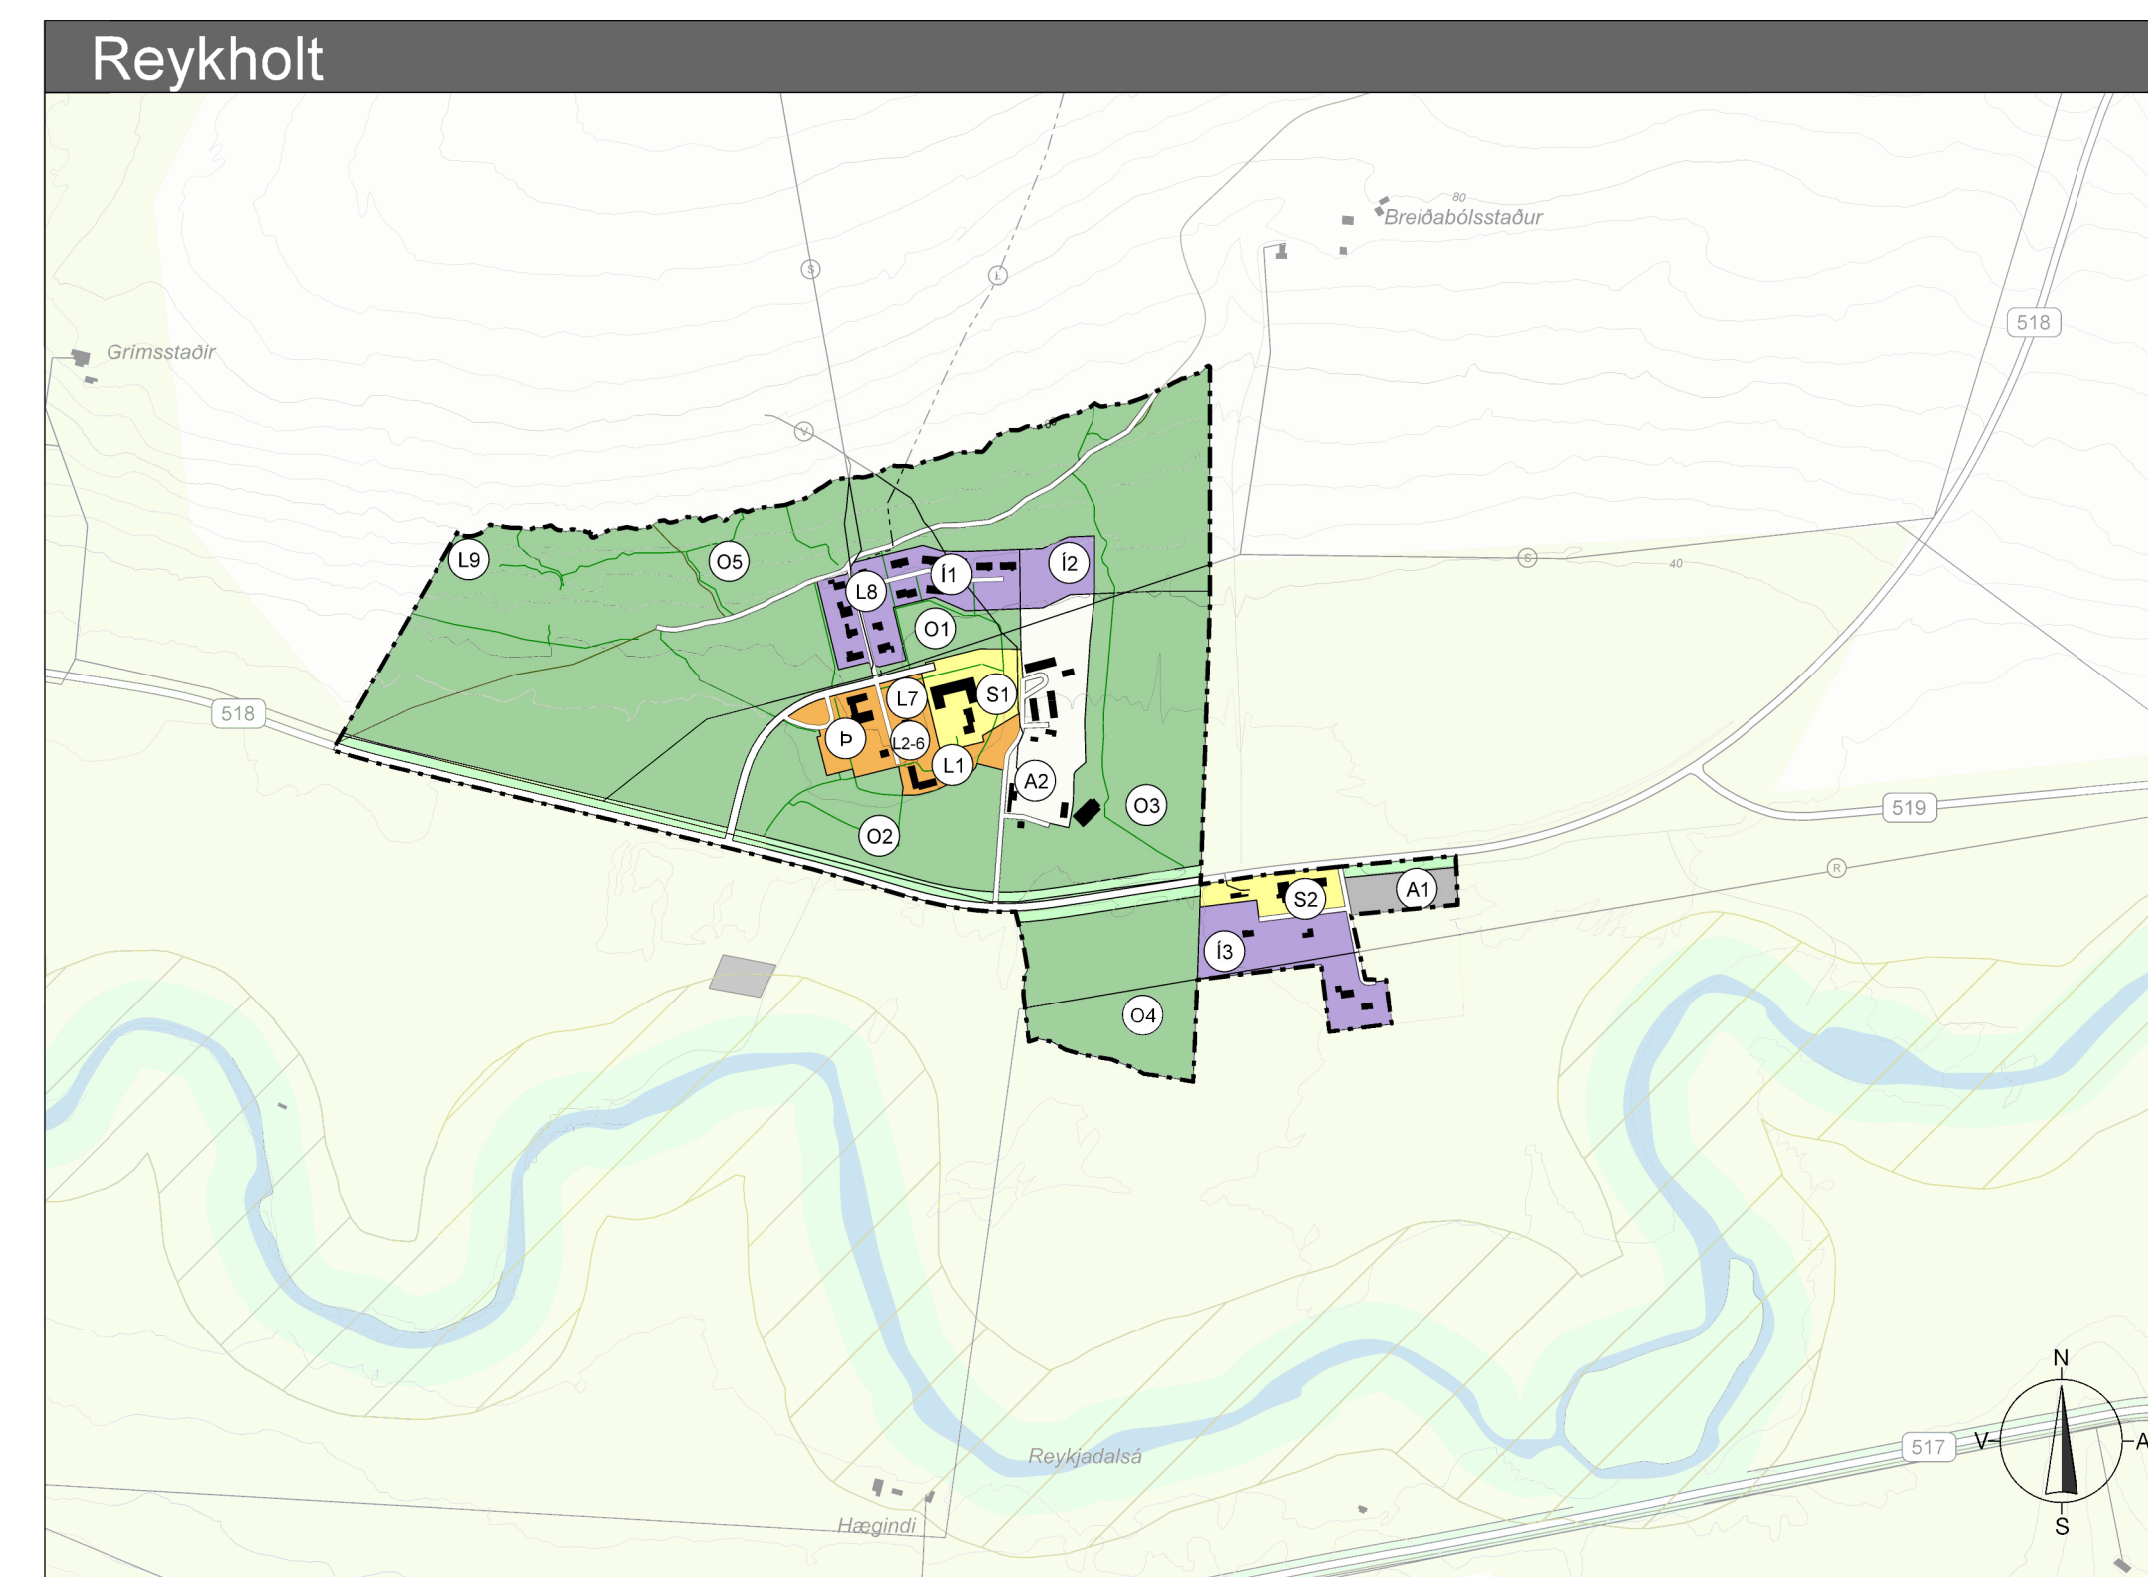 Reykholt
80
Breiðabólsstaður
S
Ł
518
Grímsstaðir
V
L9
O5
Í1
Í2
S
40
L8
O1
518
L7
S1
Þ
L2-6
L1
A2
O3
519
O2
R
S2
A1
Í3
O4
N
517
V
A
Reykjadalsá
Hægindi
S